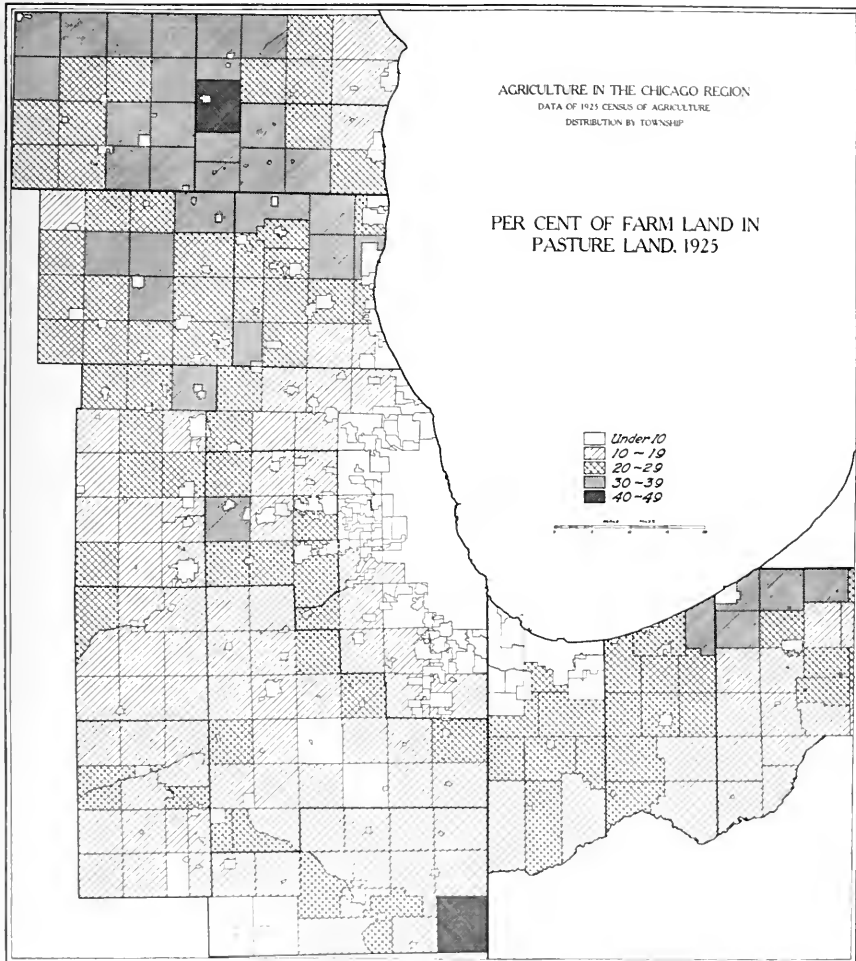 AGRICULTURE IN THE CHICAGO REGION
DATA OF 1925 CENSUS OF AGRICULTURE
DISTRIBUTION BY TOWNSHIP
PER CENT OF FARM LAND IN
PASTURE LAND, 1925
Under 10
10 - 19
20 - 29
30 - 39
40 - 49